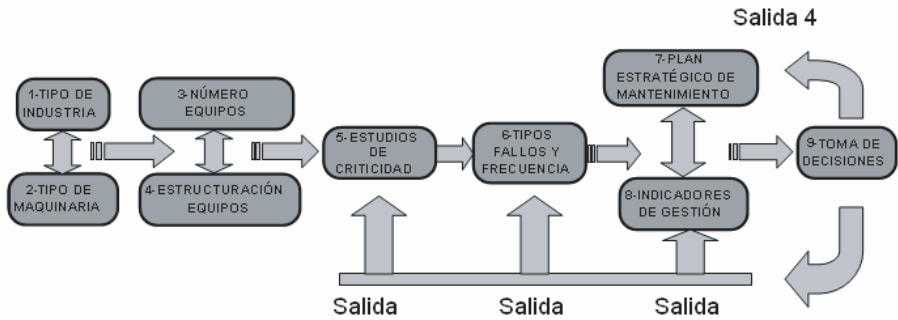 Salida 4
1-TIPO DE
INDUSTRIA
2-TIPO DE
MAQUINARIA
3-NÚMERO
EQUIPOS
4-ESTRUCTURACIÓN
EQUIPOS
5-ESTUDIOS
DE
CRITICIDAD
6-TIPOS
FALLOS Y
FRECUENCIA
7-PLAN
ESTRATÉGICO DE
MANTENIMIENTO
8-INDICADORES
DE GESTIÓN
9-TOMA DE
DECISIONES
Salida
Salida
Salida